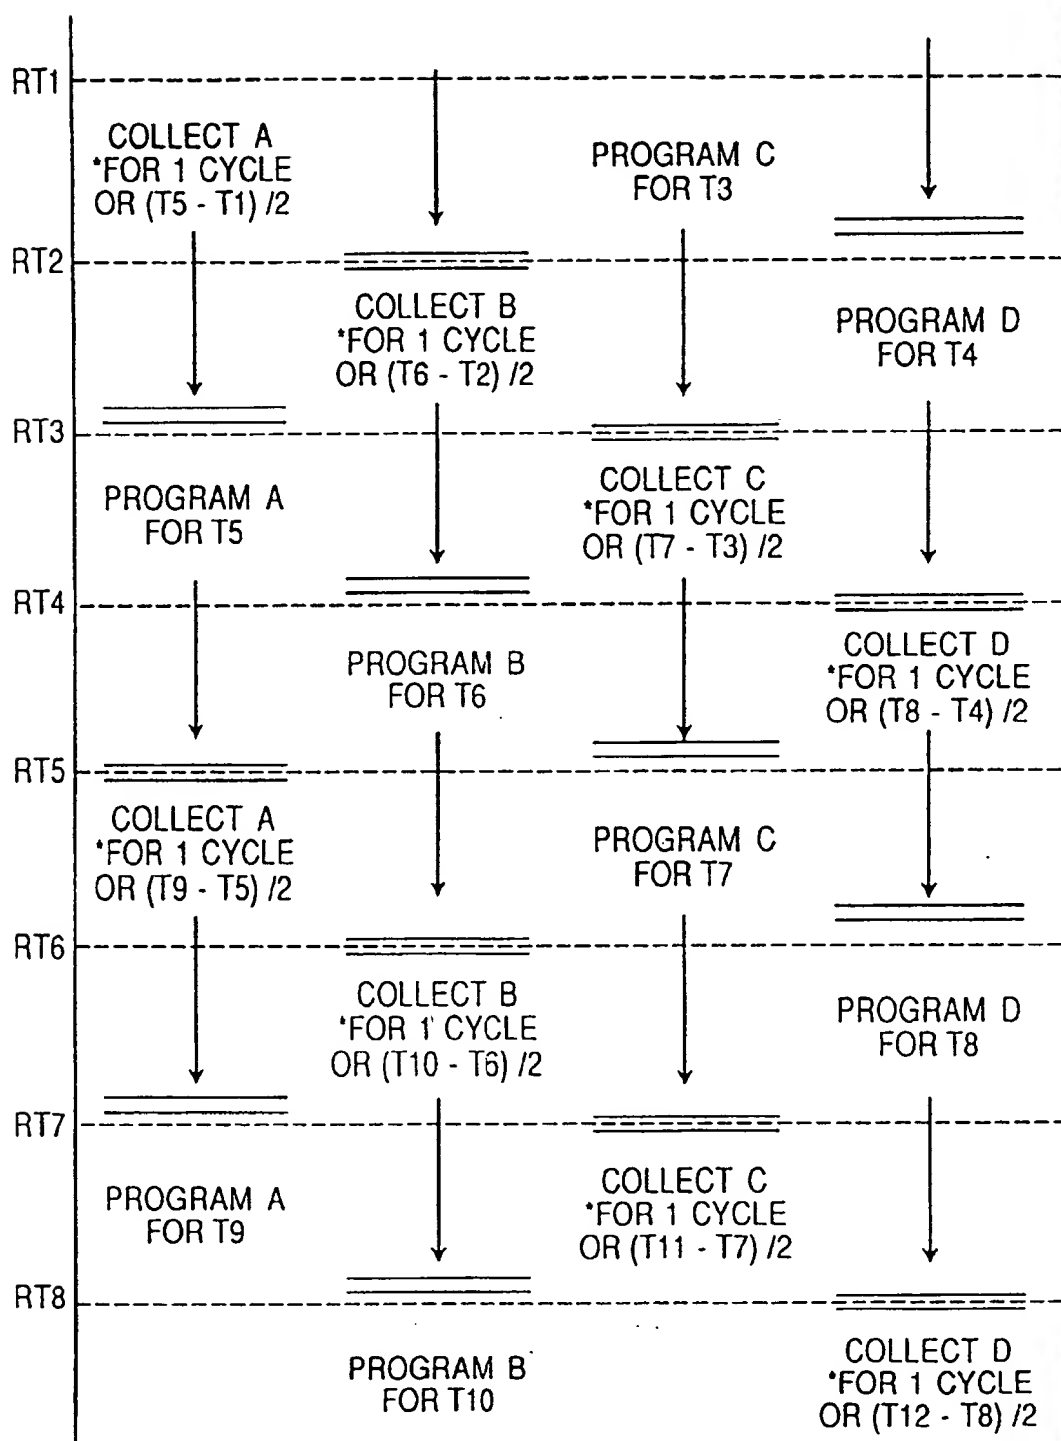 RT1
COLLECT A
*FOR 1 CYCLE
OR (T5 - T1) /2
PROGRAM C
FOR T3
RT2
COLLECT B
*FOR 1 CYCLE
OR (T6 - T2) /2
PROGRAM D
FOR T4
RT3
PROGRAM A
FOR T5
COLLECT C
*FOR 1 CYCLE
OR (T7 - T3) /2
RT4
PROGRAM B
FOR T6
COLLECT D
*FOR 1 CYCLE
OR (T8 - T4) /2
RT5
COLLECT A
*FOR 1 CYCLE
OR (T9 - T5) /2
PROGRAM C
FOR T7
RT6
COLLECT B
*FOR 1 CYCLE
OR (T10 - T6) /2
PROGRAM D
FOR T8
RT7
PROGRAM A
FOR T9
COLLECT C
*FOR 1 CYCLE
OR (T11 - T7) /2
RT8
PROGRAM B
FOR T10
COLLECT D
*FOR 1 CYCLE
OR (T12 - T8) /2